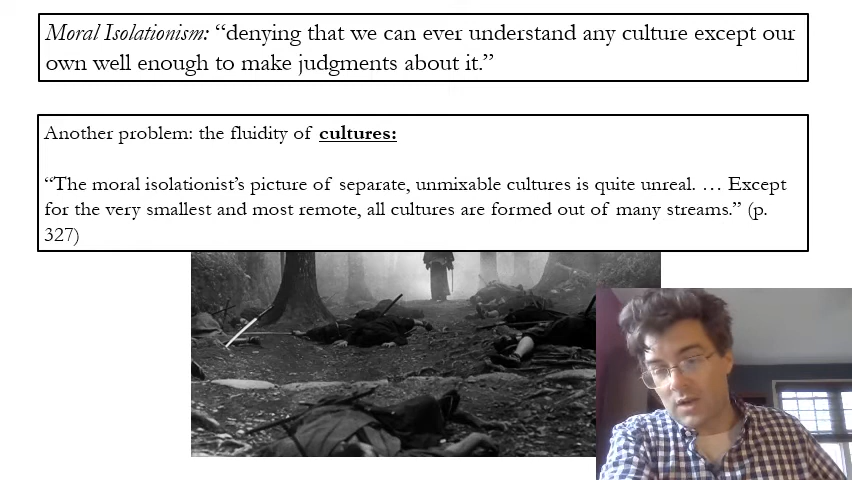 Moral Isolationism: “denying that we can ever understand any culture except our
own well enough to make judgments about it.”
Another problem: the fluidity of cultures:
“The moral isolationist’s picture of separate, unmixable cultures is quite unreal. … Except
for the very smallest and most remote, all cultures are formed out of many streams.” (p.
327)